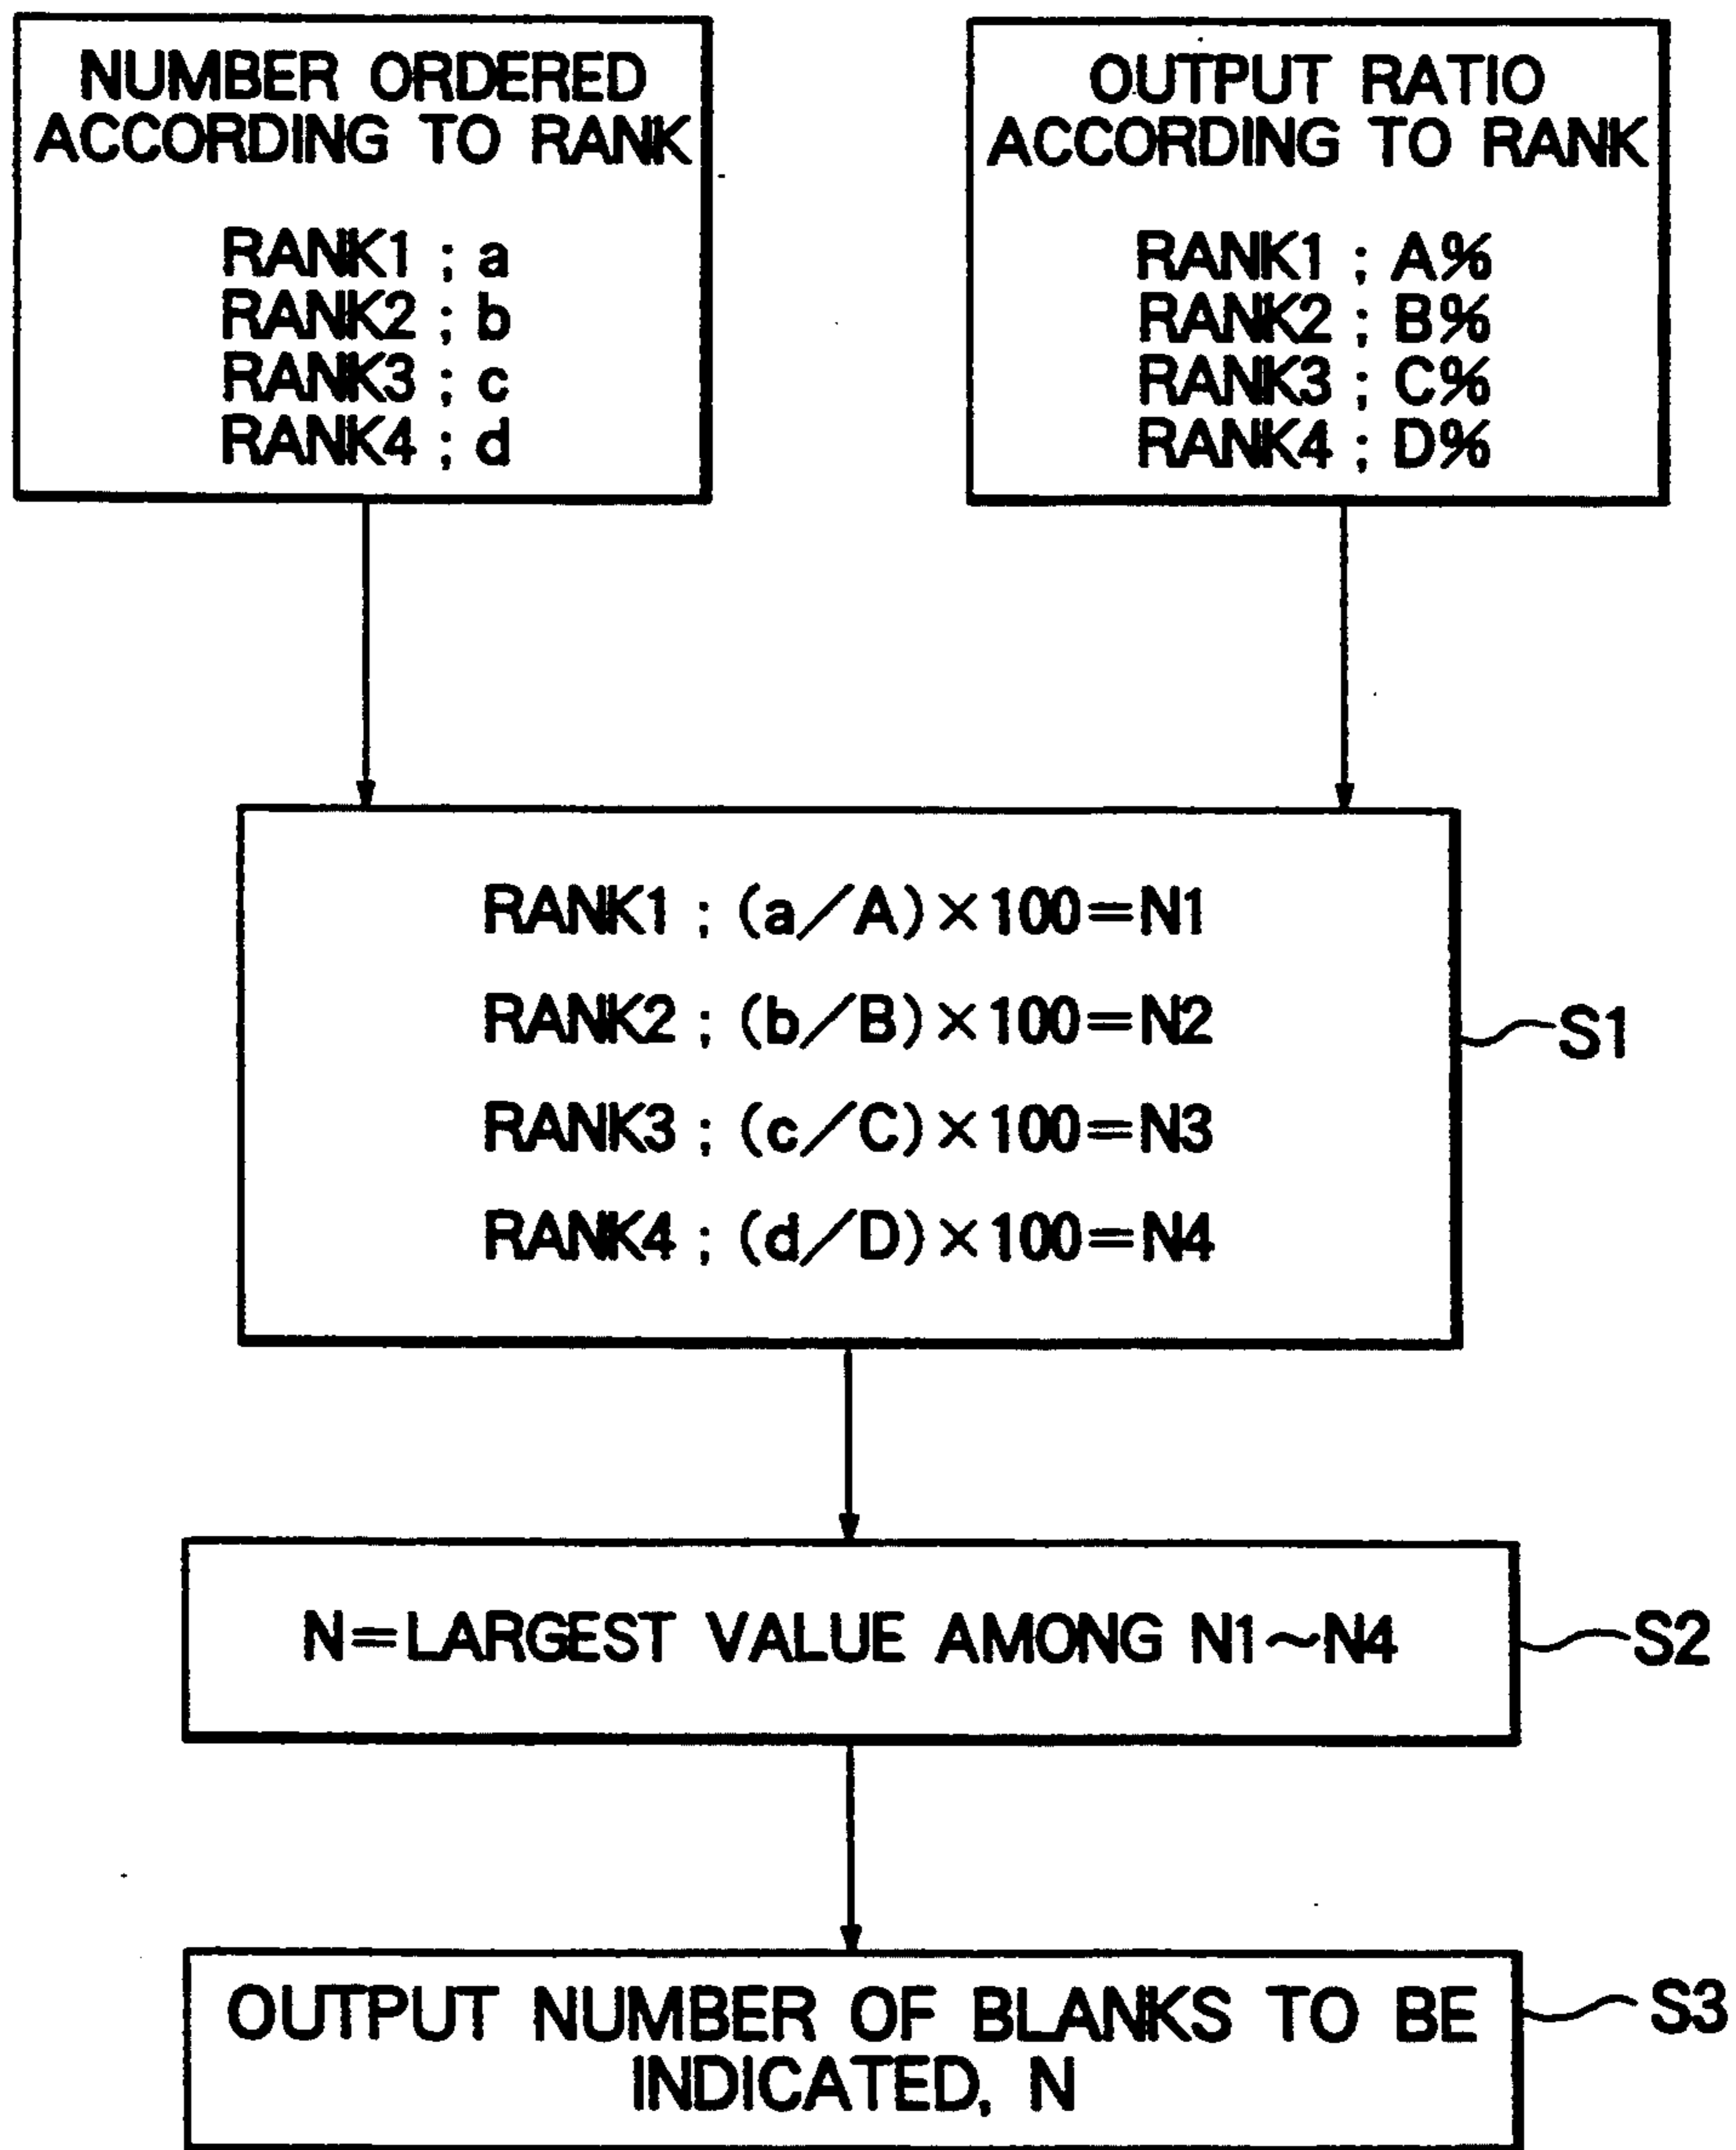 NUMBER ORDERED
ACCORDING TO RANK
RANK1 ; a
RANK2 ; b
RANK3 ; c
RANK4 ; d
OUTPUT RATIO
ACCORDING TO RANK
RANK1 ; A%
RANK2 ; B%
RANK3 ; C%
RANK4 ; D%
RANK1 ; (a/A)×100=N1
RANK2 ; (b/B)×100=N2
RANK3 ; (c/C)×100=N3
RANK4 ; (d/D)×100=N4
S1
N=LARGEST VALUE AMONG N1~N4
S2
OUTPUT NUMBER OF BLANKS TO BE
INDICATED, N
S3